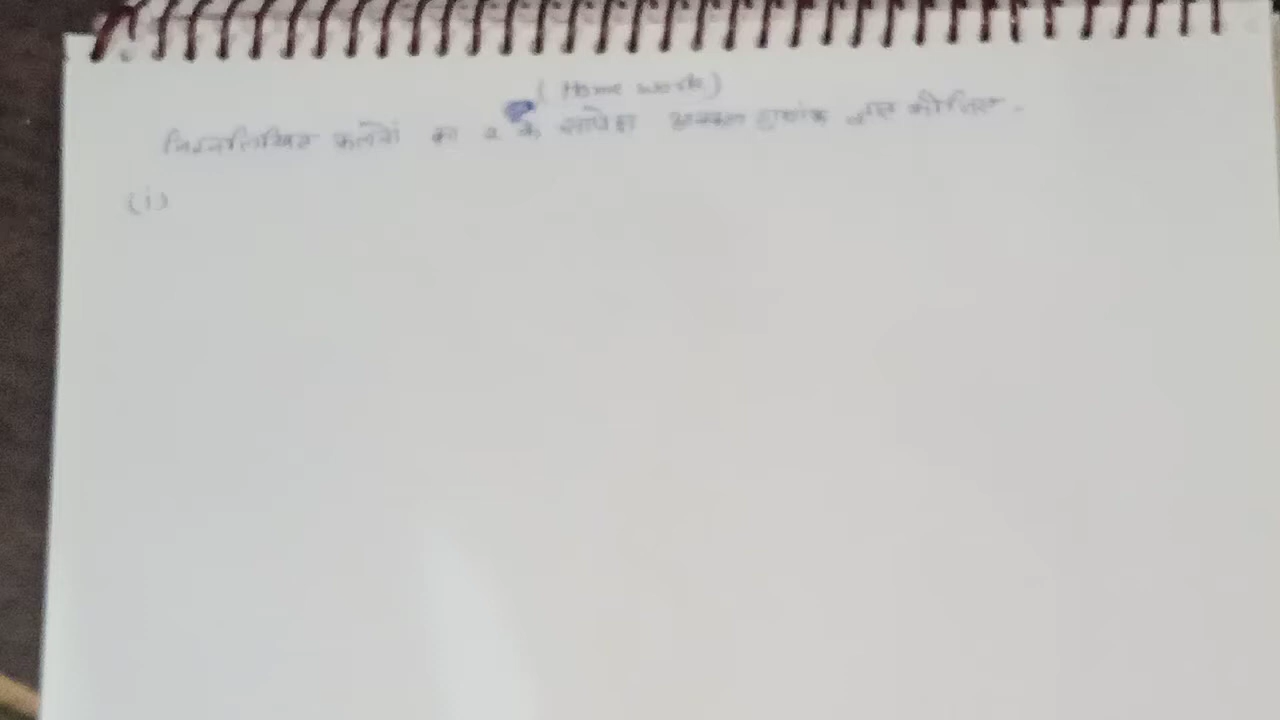 (Home work)
निम्नलिखित फलनों का x के सापेक्ष अवकल गुणांक ज्ञात कीजिए -
(i)